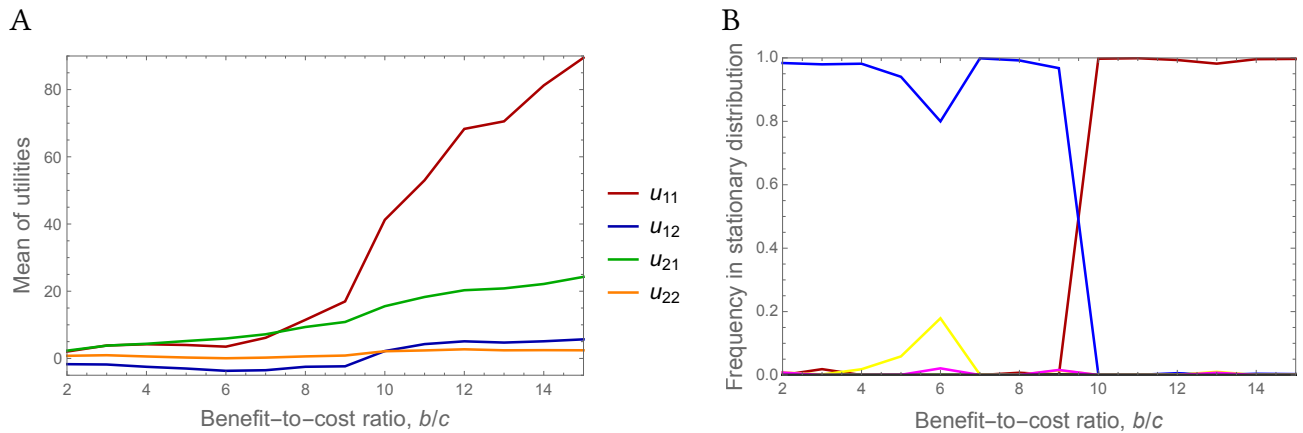 A
Mean of utilities
80
60
40
20
0
2 4 6 8 10 12 14
Benefit–to–cost ratio, b/c
u11
u12
u21
u22
B
Frequency in stationary distribution
1.0
0.8
0.6
0.4
0.2
0.0
2 4 6 8 10 12 14
Benefit–to–cost ratio, b/c